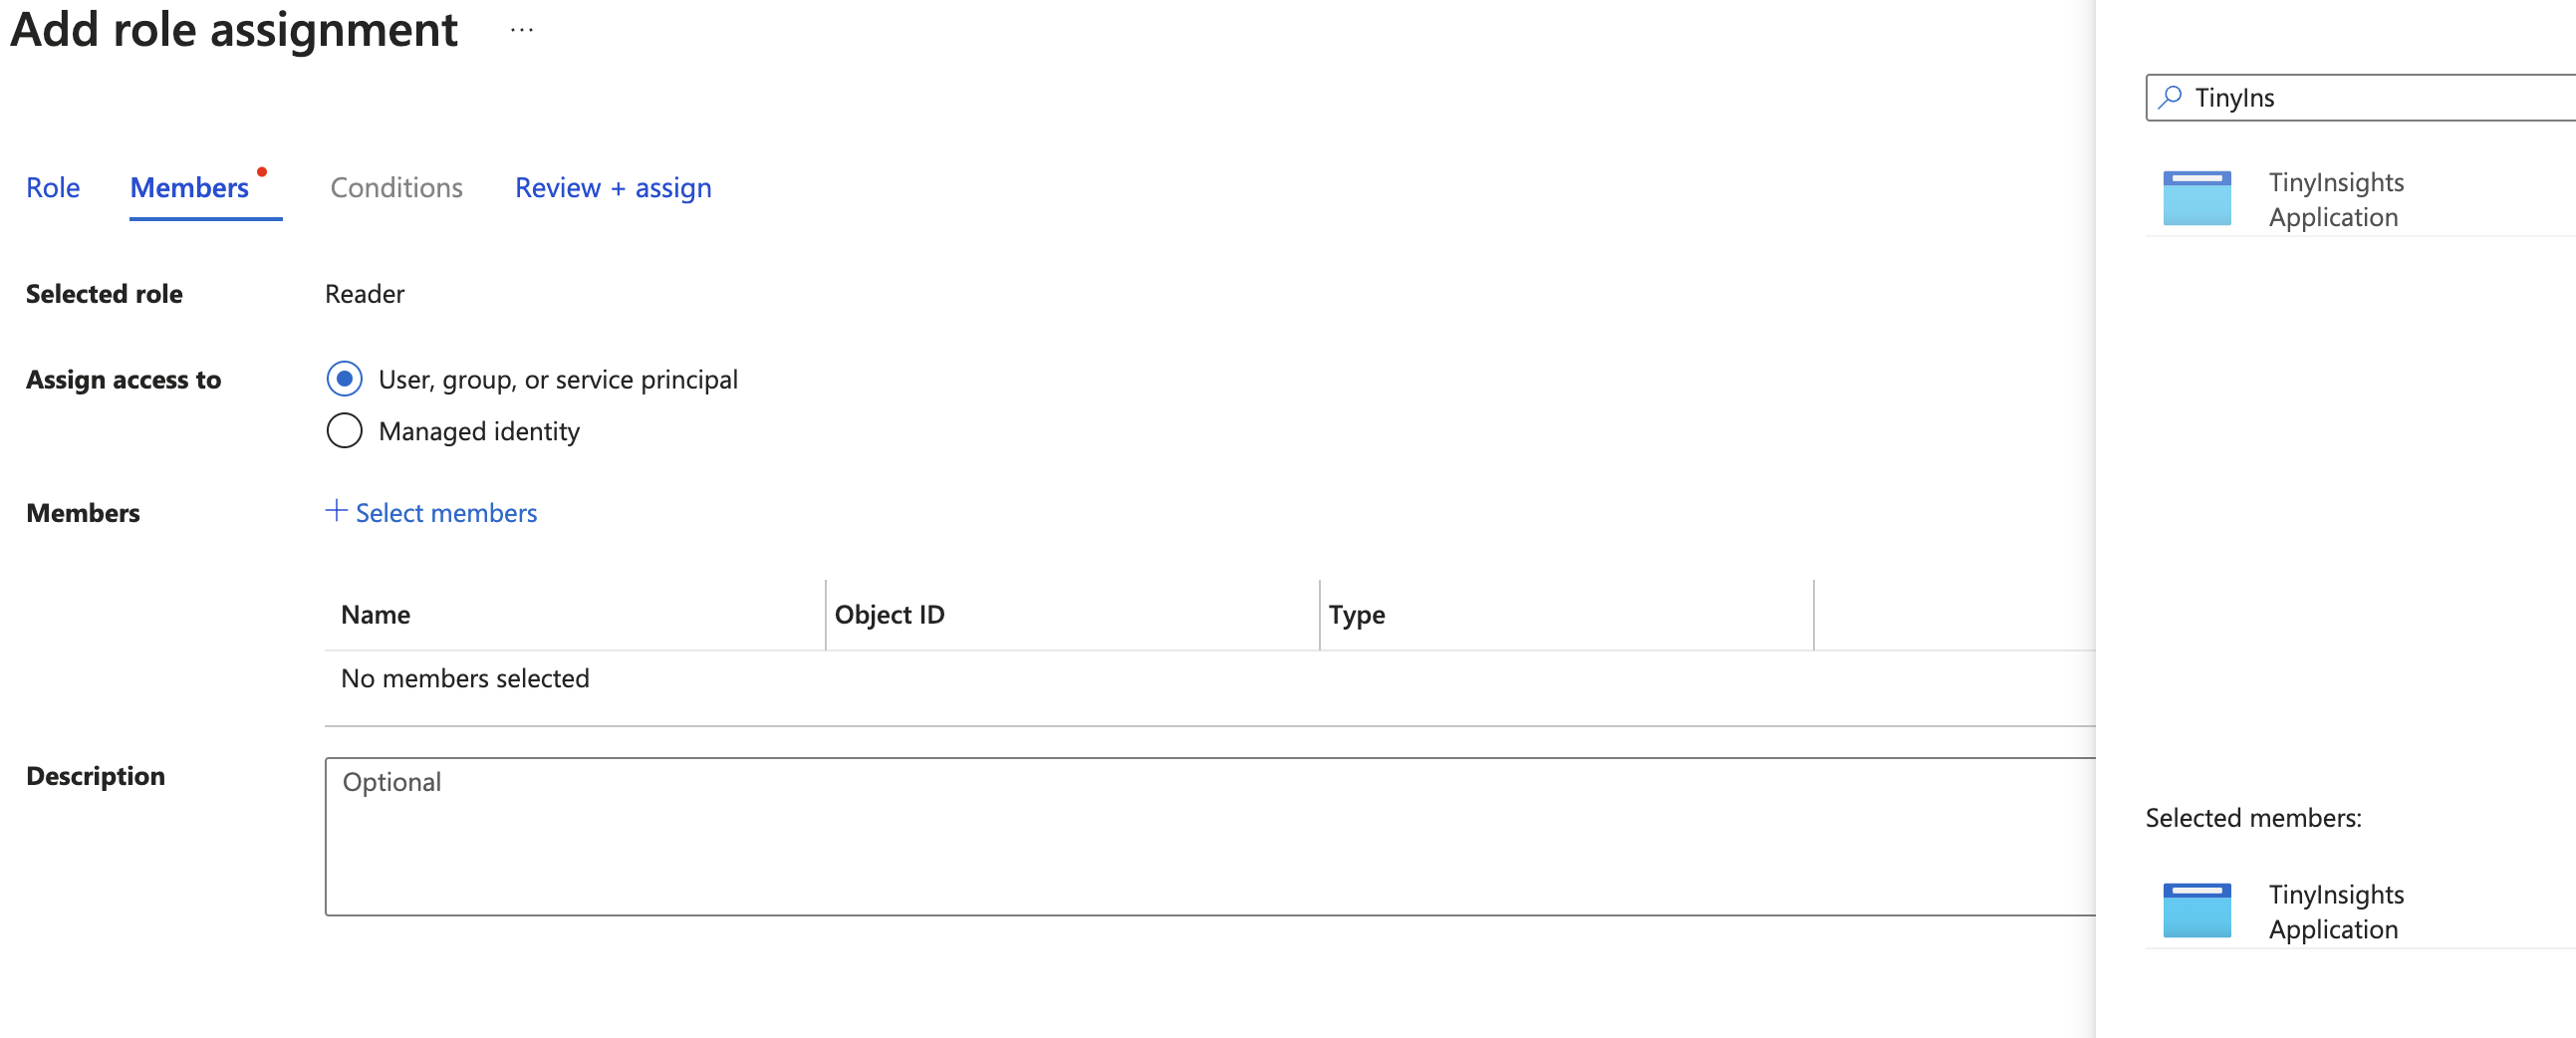 Add role assignment ...
Role Members Conditions Review + assign
Selected role Reader
Assign access to User, group, or service principal
Managed identity
Members + Select members
Name Object ID Type
No members selected
Description Optional
TinyIns
TinyInsights
Application
Selected members:
TinyInsights
Application